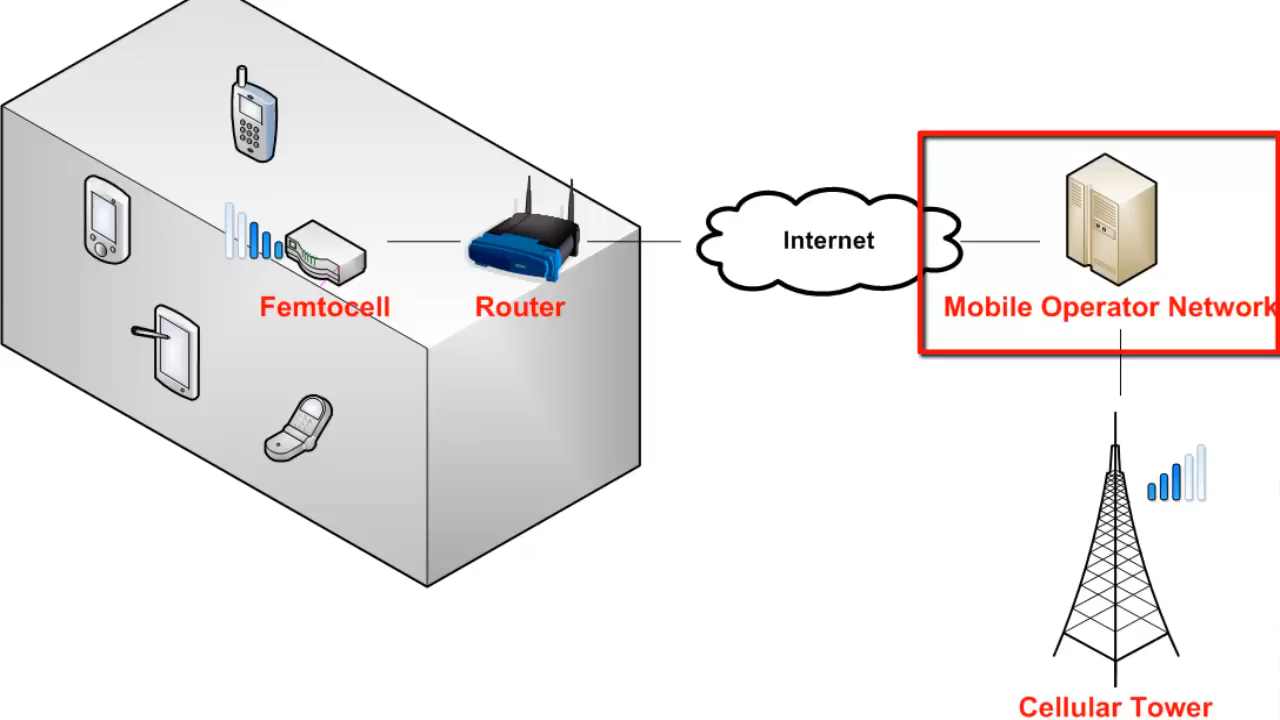 Internet
Femtocell
Router
Mobile Operator Network
Cellular Tower